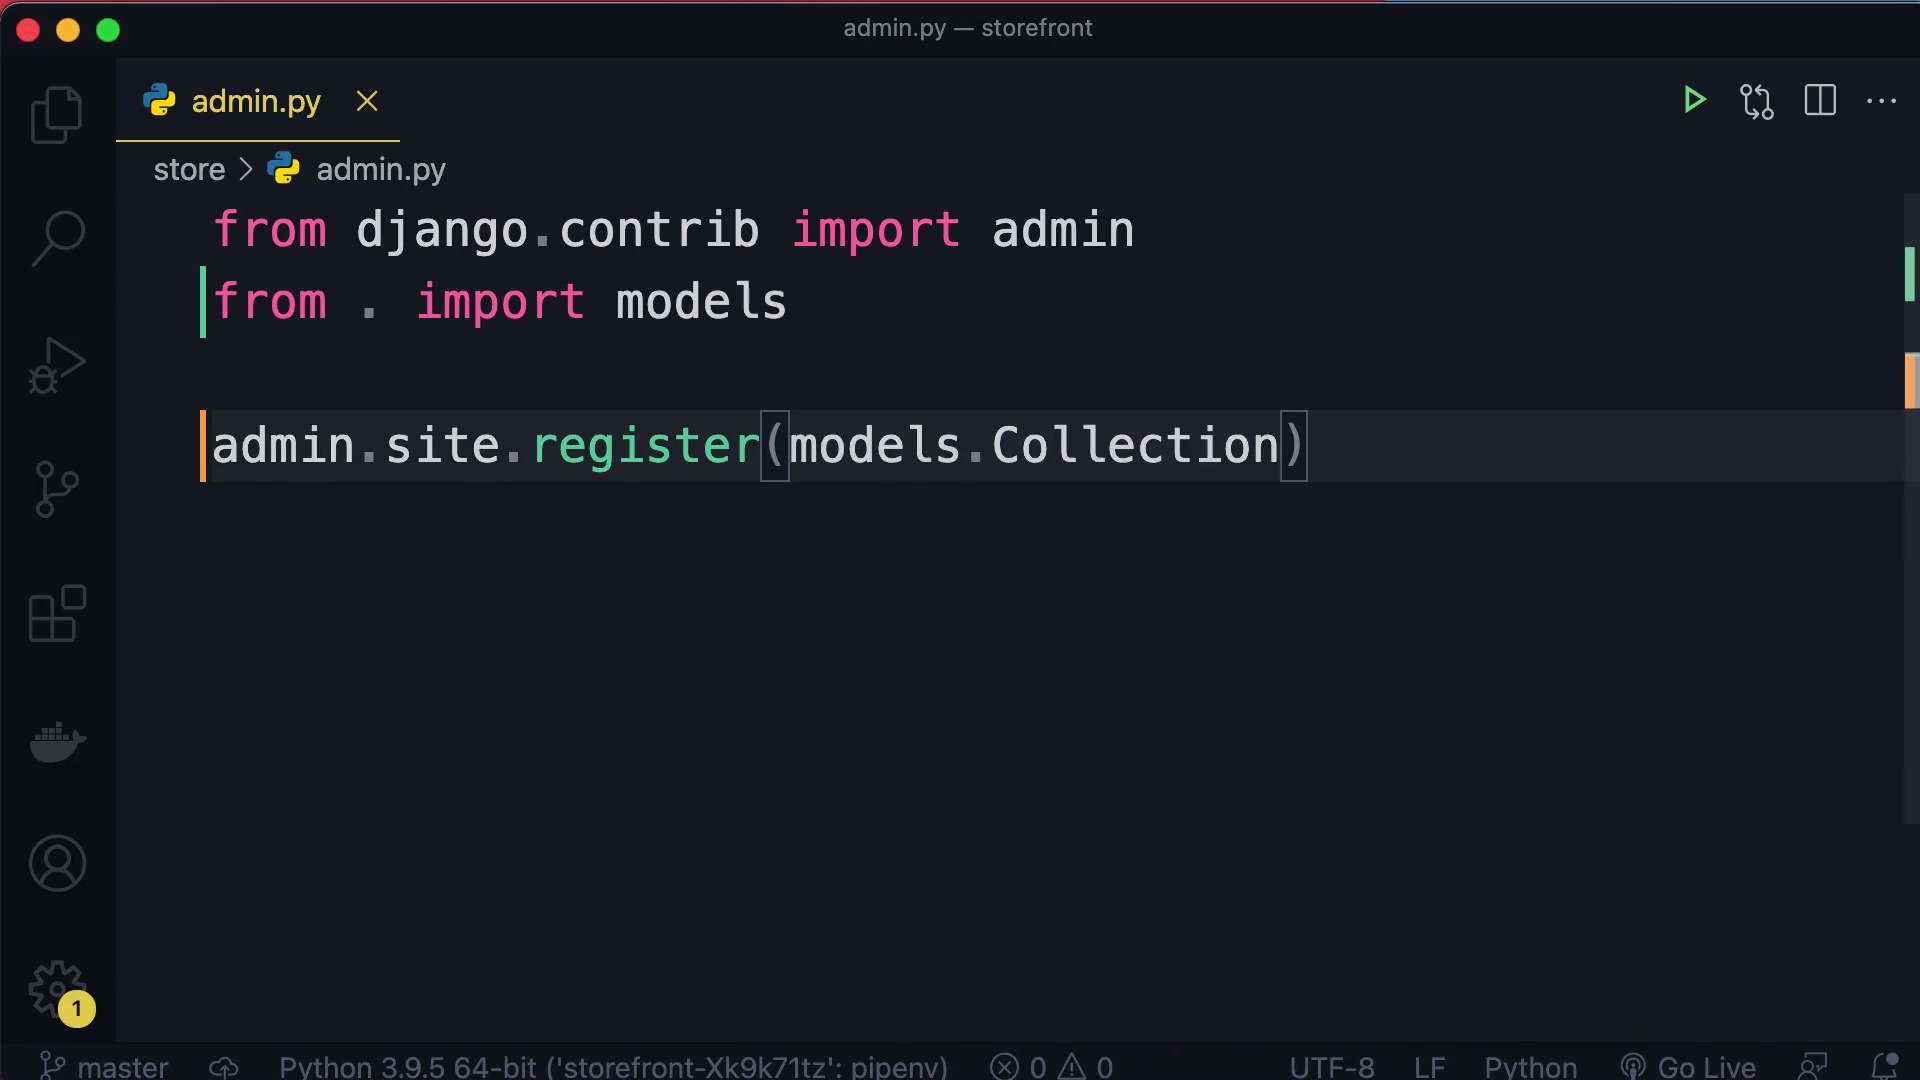 admin.py — storefront
admin.py
store > admin.py
from django.contrib import admin
from . import models
admin.site.register(models.Collection)
1
master Python 3.9.5 64-bit ('storefront-Xk9k71tz': pipenv) 0 0 UTF-8 LF Python Go Live